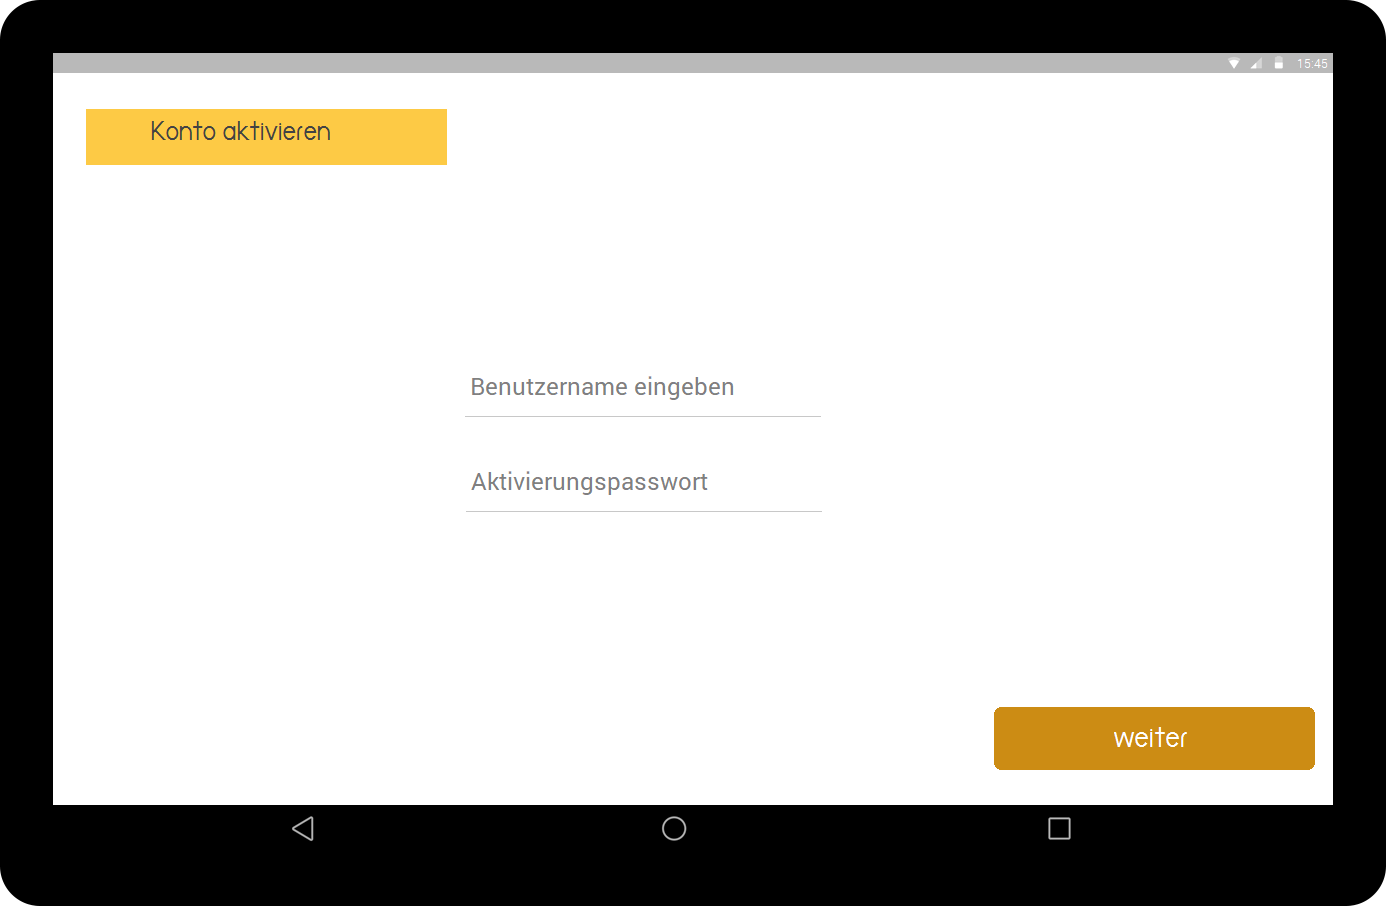 15:45
Konto aktivieren
Benutzername eingeben
Aktivierungspasswort
weiter